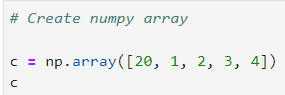 # Create numpy array
c = np.array([20, 1, 2, 3, 4])
c